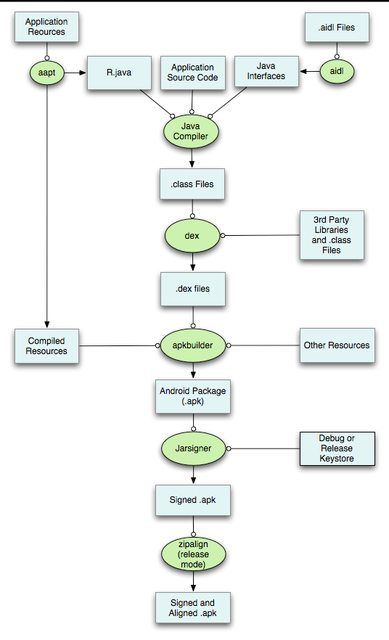 Application
Reources
.aidl Files
aapt
R.java
Application
Source Code
Java
Interfaces
aidl
Java
Compiler
.class Files
dex
3rd Party
Libraries
and .class
Files
.dex files
Compiled
Resources
apkbuilder
Other Resources
Android Package
(.apk)
Jarsigner
Debug or
Release
Keystore
Signed .apk
zipalign
(release
mode)
Signed and
Aligned .apk